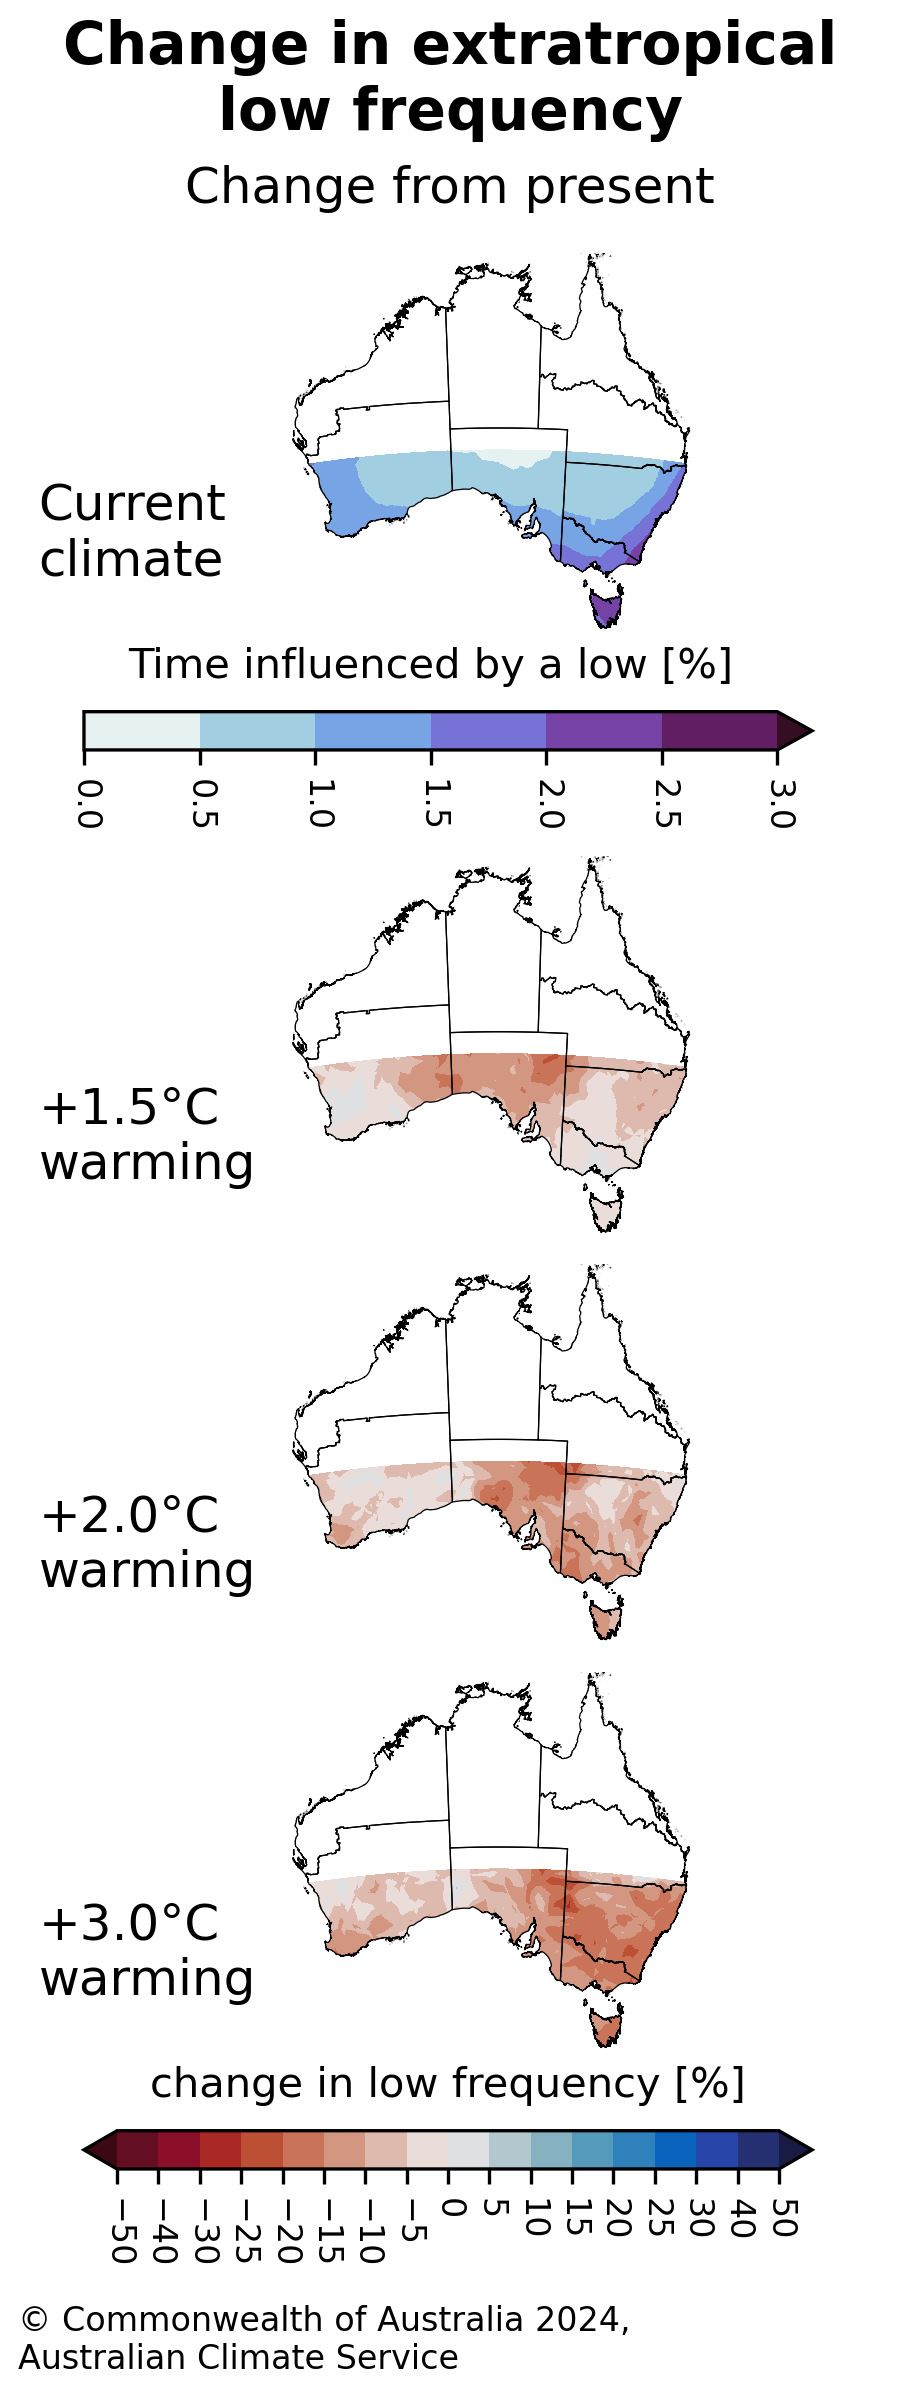 Change in extratropical
low frequency
Change from present
Current
climate
Time influenced by a low [%]
0.0
0.5
1.0
1.5
2.0
2.5
3.0
+1.5°C
warming
+2.0°C
warming
+3.0°C
warming
change in low frequency [%]
−50
−40
−30
−25
−20
−15
−10
−5
0
5
10
15
20
25
30
40
50
© Commonwealth of Australia 2024,
Australian Climate Service